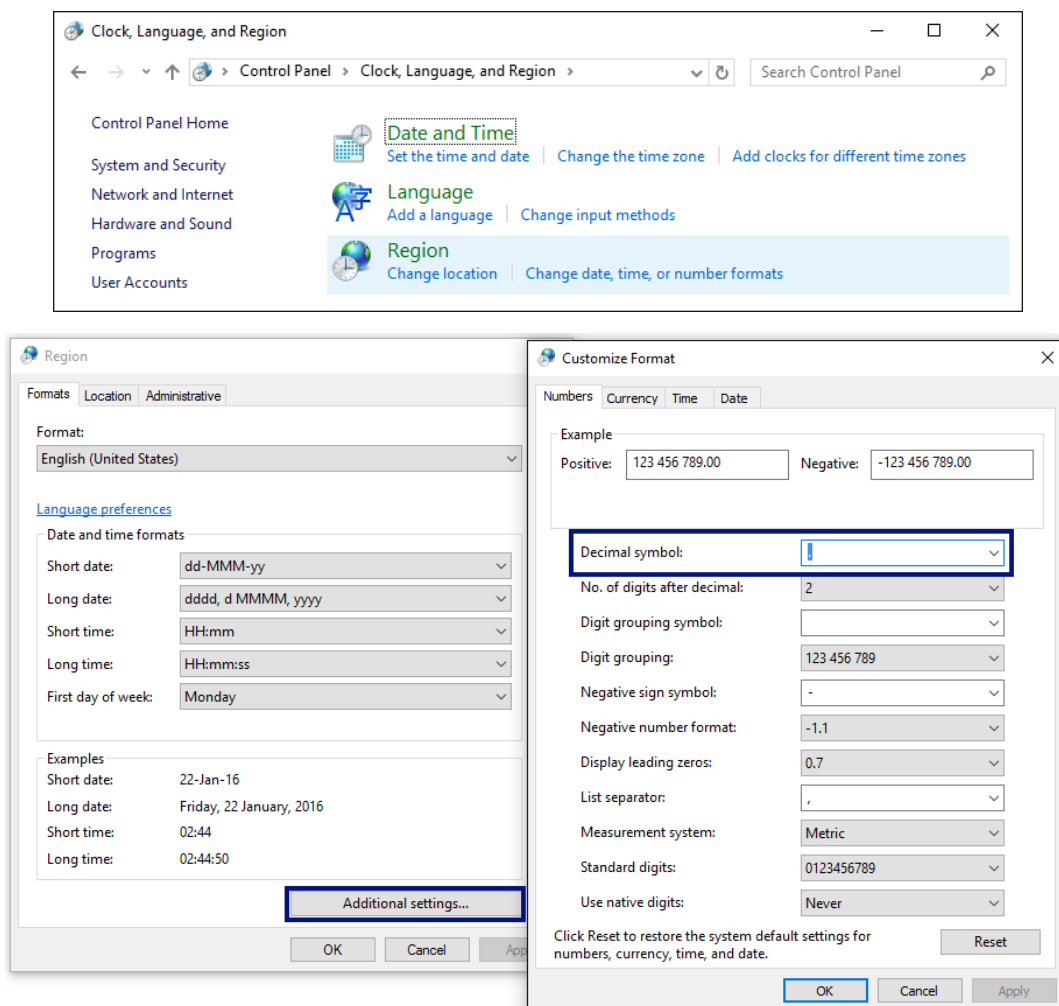 Clock, Language, and Region
Control Panel > Clock, Language, and Region >
Search Control Panel
Control Panel Home
System and Security
Network and Internet
Hardware and Sound
Programs
User Accounts
Date and Time
Set the time and date | Change the time zone | Add clocks for different time zones
Language
Add a language | Change input methods
Region
Change location | Change date, time, or number formats
Region
Formats Location Administrative
Format:
English (United States)
Language preferences
Date and time formats
Short date: dd-MMM-yy
Long date: dddd, d MMMM, yyyy
Short time: HH:mm
Long time: HH:mm:ss
First day of week: Monday
Examples
Short date: 22-Jan-16
Long date: Friday, 22 January, 2016
Short time: 02:44
Long time: 02:44:50
Additional settings...
OK Cancel App
Customize Format
Numbers Currency Time Date
Example
Positive: 123 456 789.00 Negative: -123 456 789.00
Decimal symbol: .
No. of digits after decimal: 2
Digit grouping symbol:
Digit grouping: 123 456 789
Negative sign symbol: -
Negative number format: -1.1
Display leading zeros: 0.7
List separator: ,
Measurement system: Metric
Standard digits: 0123456789
Use native digits: Never
Click Reset to restore the system default settings for
numbers, currency, time, and date.
Reset
OK Cancel Apply